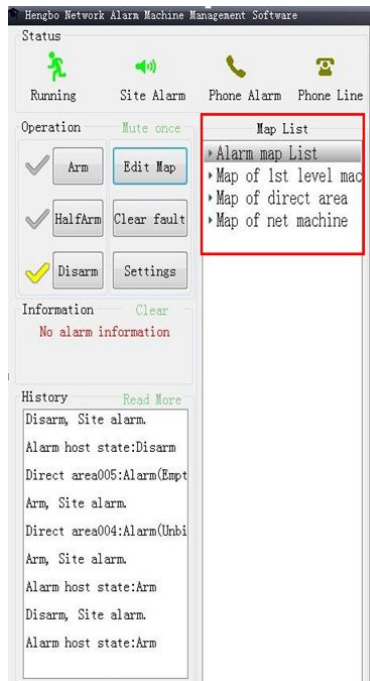 Hengbo Network Alarm Machine Management Software
Status
Running
Site Alarm
Phone Alarm
Phone Line
Operation
Mute once
Arm
Edit Map
HalfArm
Clear fault
Disarm
Settings
Information
Clear
No alarm information
History
Read More
Disarm, Site alarm.
Alarm host state:Disarm
Direct area005:Alarm(Empt
Arm, Site alarm.
Direct area004:Alarm(Unbi
Arm, Site alarm.
Alarm host state:Arm
Disarm, Site alarm.
Alarm host state:Arm
Map List
Alarm map List
Map of 1st level mac
Map of direct area
Map of net machine